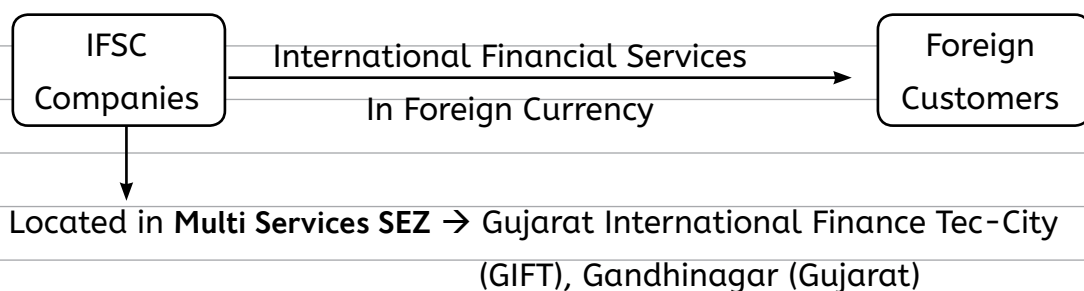 IFSC
Companies
International Financial Services
In Foreign Currency
Foreign
Customers
Located in Multi Services SEZ → Gujarat International Finance Tec-City
(GIFT), Gandhinagar (Gujarat)